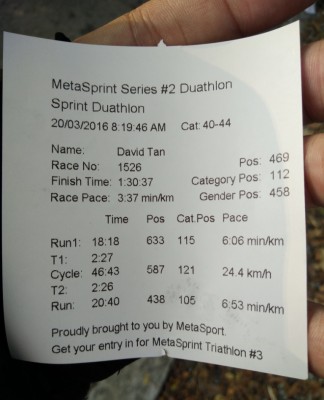 MetaSprint Series #2 Duathlon
Sprint Duathlon
20/03/2016 8:19:46 AM Cat: 40-44
Name: David Tan
Pos: 469
Race No: 1526
Category Pos: 112
Finish Time: 1:30:37
Gender Pos: 458
Race Pace: 3:37 min/km
Time Pos Cat.Pos Pace
Run1: 18:18 633 115 6:06 min/km
T1: 2:27
Cycle: 46:43 587 121 24.4 km/h
T2: 2:26
Run: 20:40 438 105 6:53 min/km
Proudly brought to you by MetaSport.
Get your entry in for MetaSprint Triathlon #3